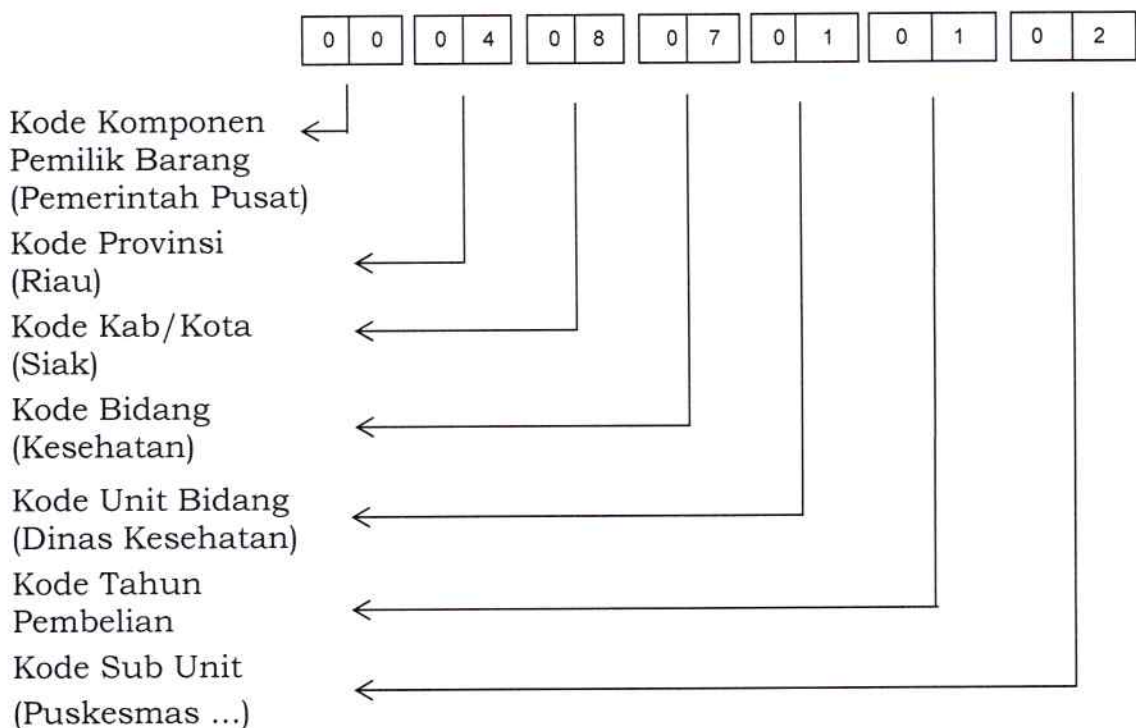 0 0 0 4 0 8 0 7 0 1 0 1 0 2
Kode Komponen
Pemilik Barang
(Pemerintah Pusat)
Kode Provinsi
(Riau)
Kode Kab/Kota
(Siak)
Kode Bidang
(Kesehatan)
Kode Unit Bidang
(Dinas Kesehatan)
Kode Tahun
Pembelian
Kode Sub Unit
(Puskesmas ...)